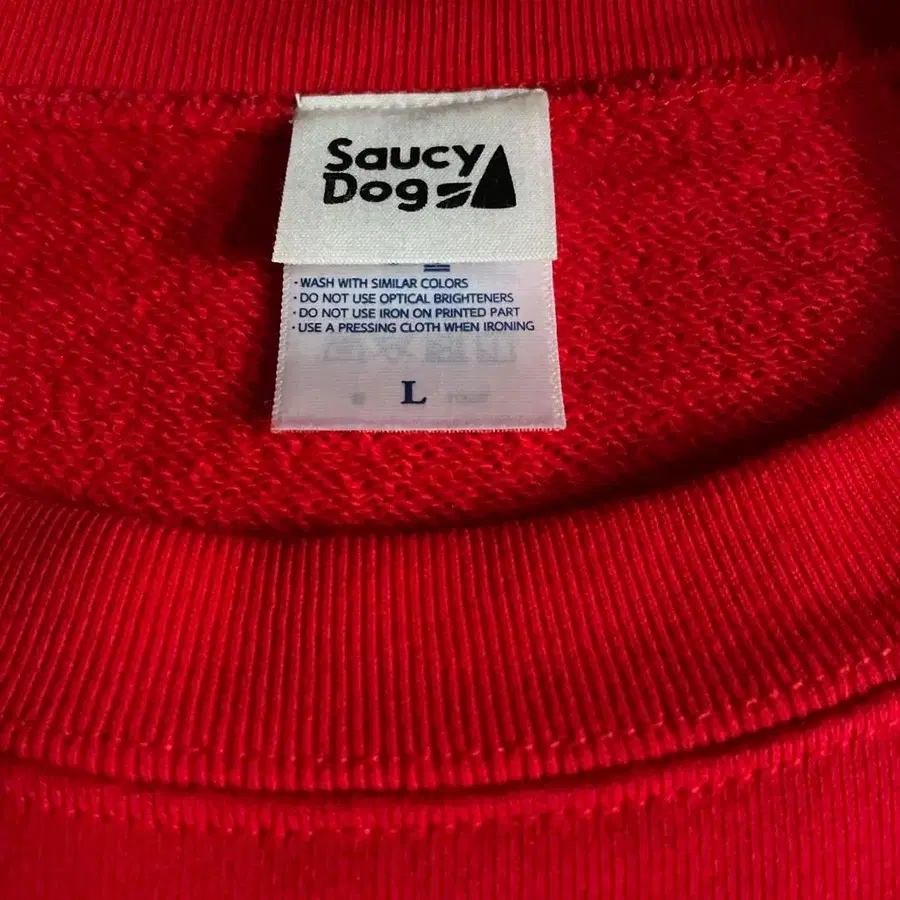 Saucy
Dog
· WASH WITH SIMILAR COLORS
· DO NOT USE OPTICAL BRIGHTENERS
· DO NOT USE IRON ON PRINTED PART
· USE A PRESSING CLOTH WHEN IRONING
L